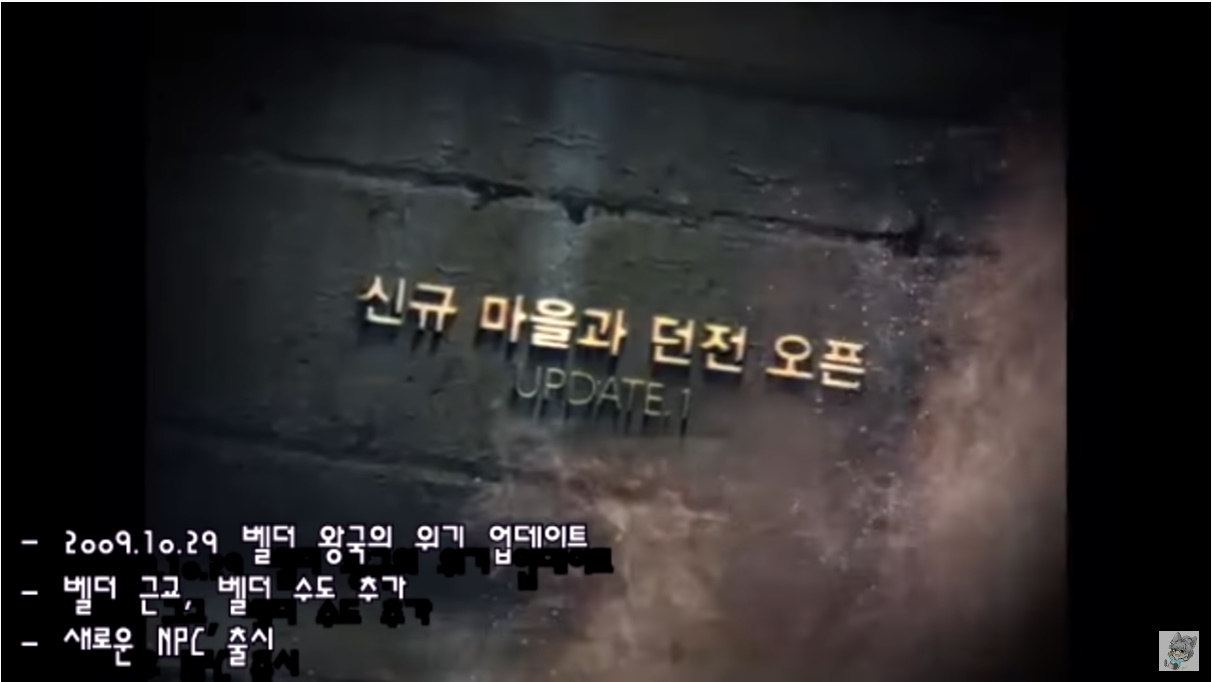 신규 마을과 던전 오픈
UPDATE.1
- 2009.10.29 벨더 왕국의 위기 업데이트
- 벨더 근교, 벨더 수도 추가
- 새로운 NPC 출시